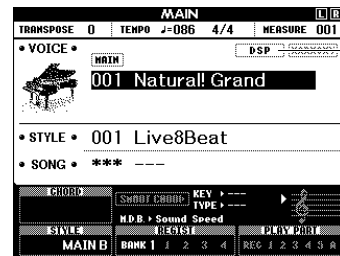 MAIN L R
TRANSPOSE 0 TEMPO ♩=086 4/4 MEASURE 001
• VOICE • DSP
MAIN
001 Natural! Grand
• STYLE • 001 Live8Beat
• SONG • *** ---
CHORD SMART CHORD KEY ▸ ---
TYPE ▸ ---
M.D.B. ▸ Sound Speed
STYLE REGIST PLAY PART
MAIN B BANK 1 1 2 3 4 REC 1 2 3 4 5 A